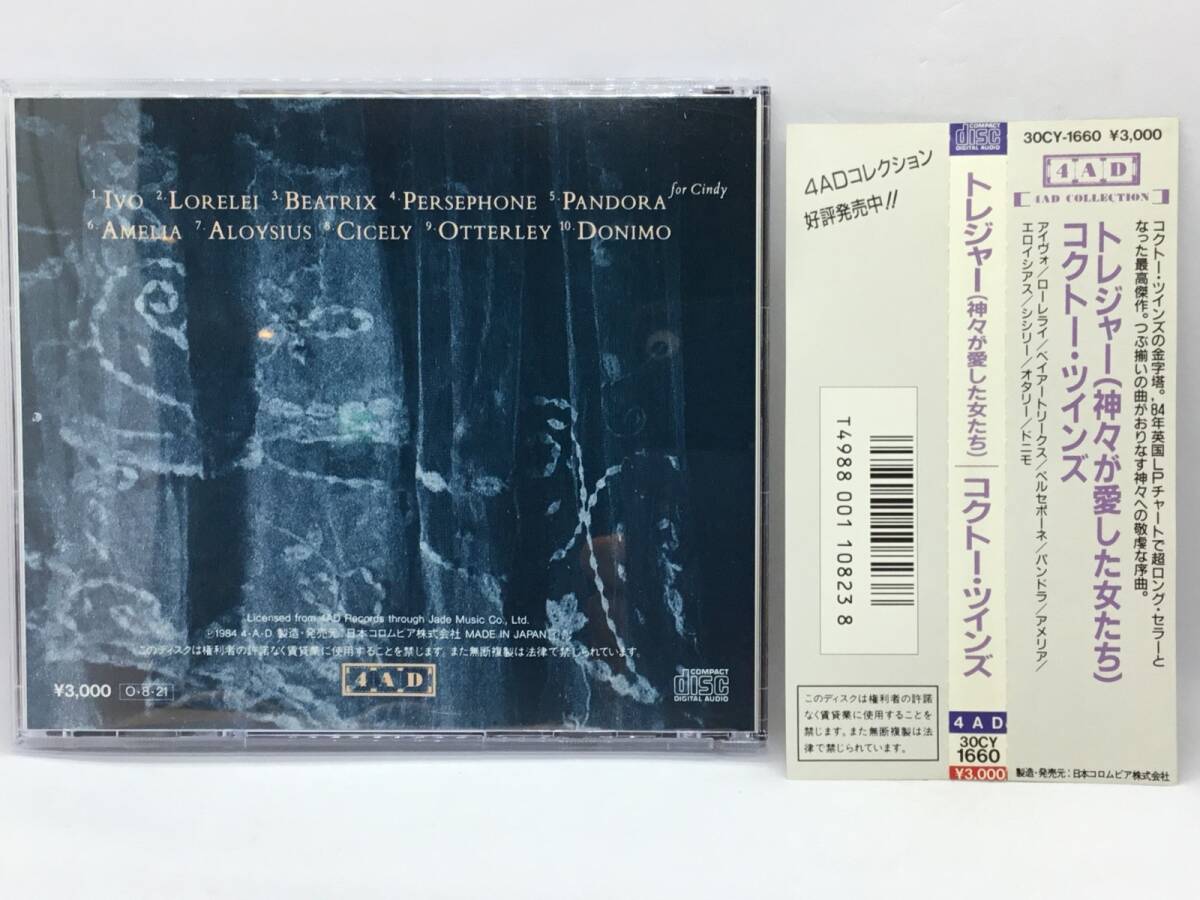 1. IVO 2. LORELEI 3. BEATRIX 4. PERSEPHONE 5. PANDORA for Cindy
6. AMELIA 7. ALOYSIUS 8. CICELY 9. OTTERLEY 10. DONIMO
Licensed from 4AD Records through Jade Music Co., Ltd.
℗1984 4・A・D 製造・発売元:日本コロムビア株式会社 MADE IN JAPAN
このディスクは権利者の許諾なく賃貸業に使用することを禁じます。また無断複製は法律で禁じられています。
¥3,000 O・8・21
4AD
COMPACT
disc
DIGITAL AUDIO
4ADコレクション
好評発売中!!
T4988 001 10823 8
このディスクは権利者の許諾
なく賃貸業に使用することを
禁じます。また無断複製は法
律で禁じられています。
COMPACT
disc
DIGITAL AUDIO
トレジャー(神々が愛した女たち)|コクトー・ツインズ
4AD
30CY
1660
¥3,000
30CY-1660 ¥3,000
4AD
4AD COLLECTION
トレジャー(神々が愛した女たち)
コクトー・ツインズ
コクトー・ツインズの金字塔。'84年英国LPチャートで超ロング・セラーと
なった最高傑作。つぶ揃いの曲がおりなす神々への敬虔な序曲。
アイヴォ/ローレライ/ベイアートリークス/ペルセポーネ/パンドラ/アメリア/
エロイシアス/シシリー/オタリー/ドニモ
製造・発売元:日本コロムビア株式会社